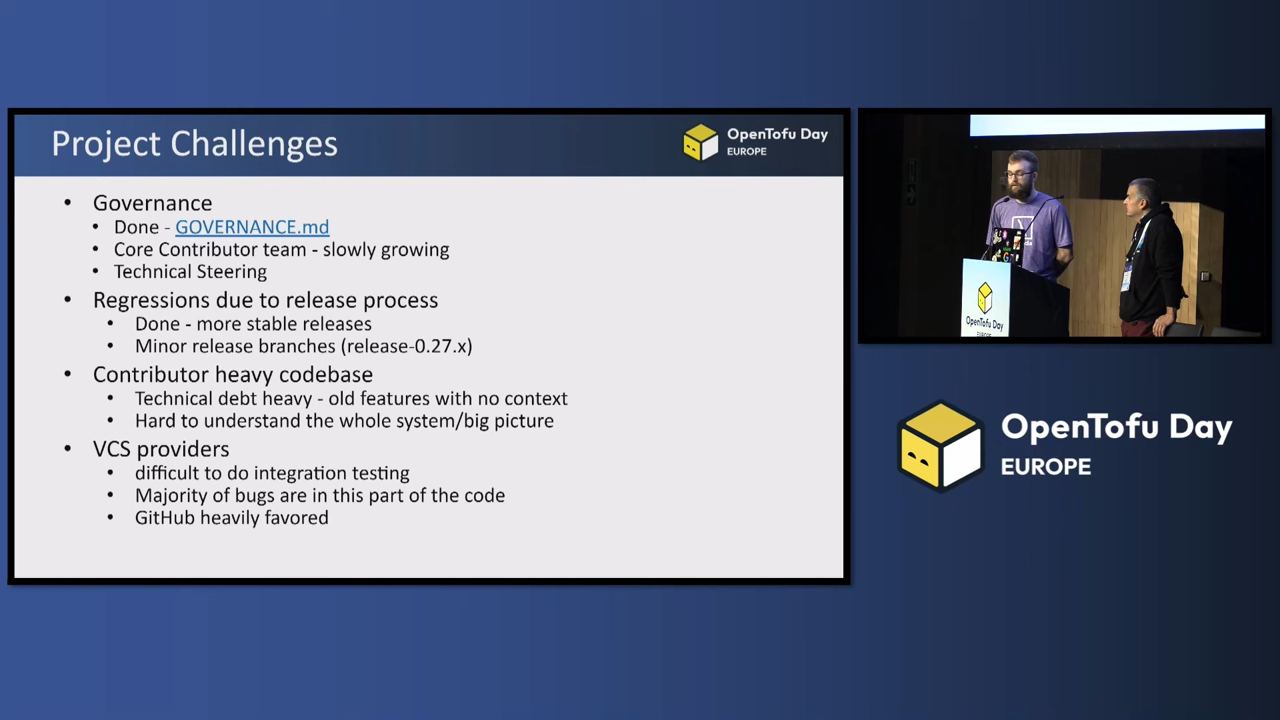 Project Challenges
OpenTofu Day
EUROPE
• Governance
• Done - GOVERNANCE.md
• Core Contributor team - slowly growing
• Technical Steering
• Regressions due to release process
• Done - more stable releases
• Minor release branches (release-0.27.x)
• Contributor heavy codebase
• Technical debt heavy - old features with no context
• Hard to understand the whole system/big picture
• VCS providers
• difficult to do integration testing
• Majority of bugs are in this part of the code
• GitHub heavily favored
OpenTofu Day
OpenTofu Day
EUROPE